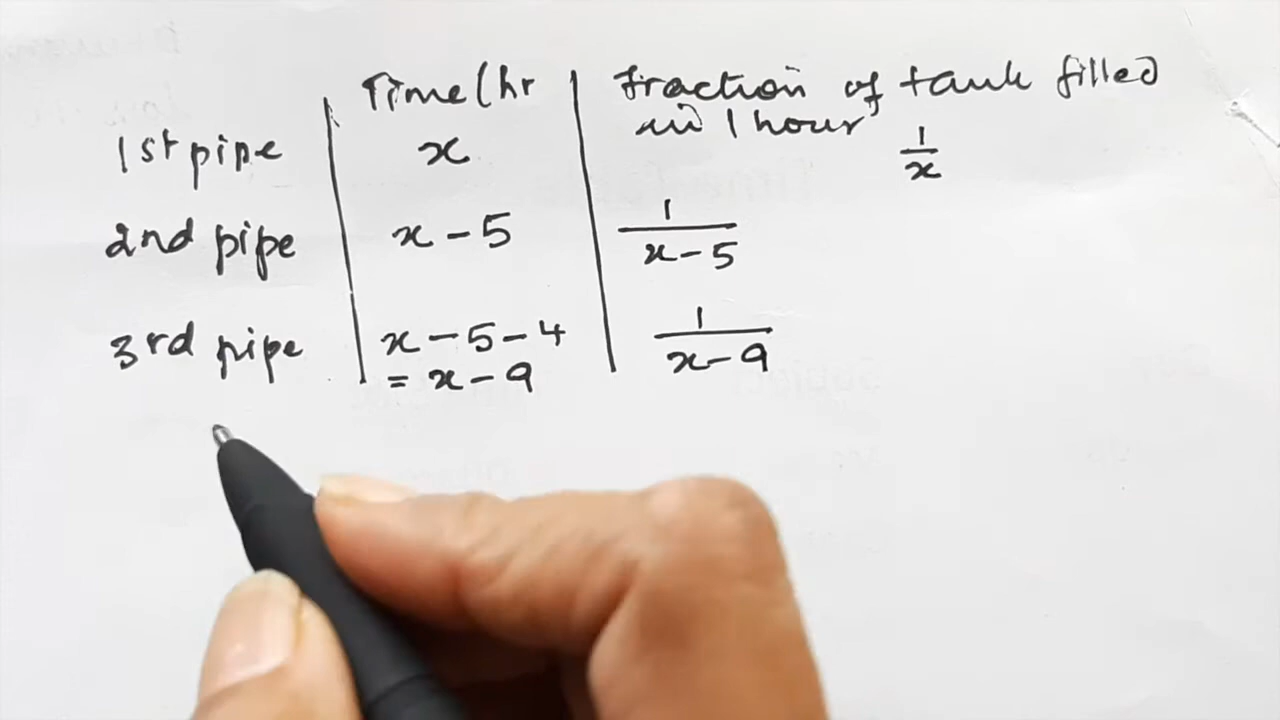 Time(hr fraction of tank filled
in 1 hour
1st pipe x 1/x
2nd pipe x - 5 1/(x - 5)
3rd pipe x - 5 - 4 1/(x - 9)
= x - 9